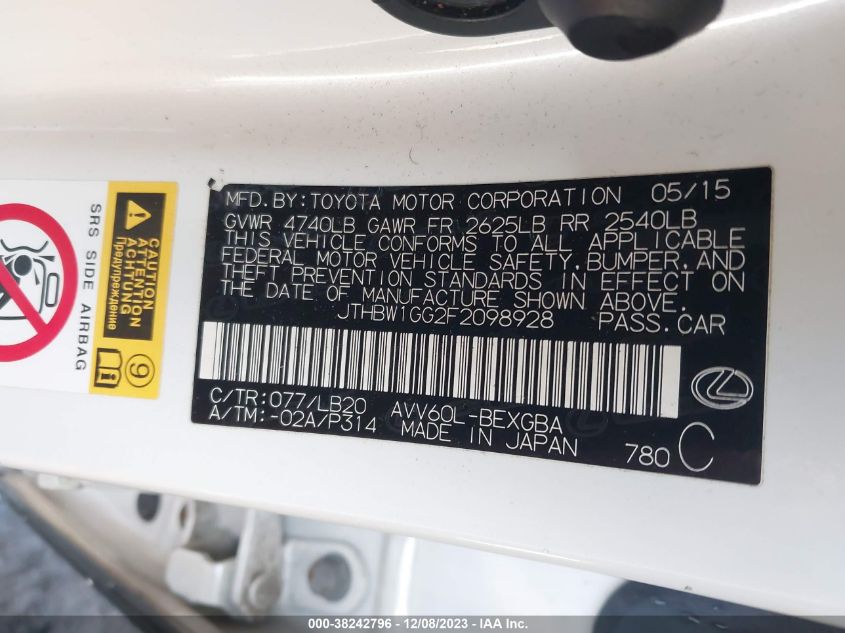 MFD. BY: TOYOTA MOTOR CORPORATION 05/15
GVWR 4740LB GAWR FR 2625LB RR 2540LB
THIS VEHICLE CONFORMS TO ALL APPLICABLE
FEDERAL MOTOR VEHICLE SAFETY, BUMPER, AND
THEFT PREVENTION STANDARDS IN EFFECT ON
THE DATE OF MANUFACTURE SHOWN ABOVE.
JTHBW1GG2F2098928 PASS. CAR
C/TR: 077/LB20 AVV60L-BEXGBA
A/TM: -02A/P314 MADE IN JAPAN 780 C
SRS SIDE AIRBAG
CAUTION
ATTENTION
ACHTUNG
Предупреждение
9
000-38242796 - 12/08/2023 - IAA Inc.